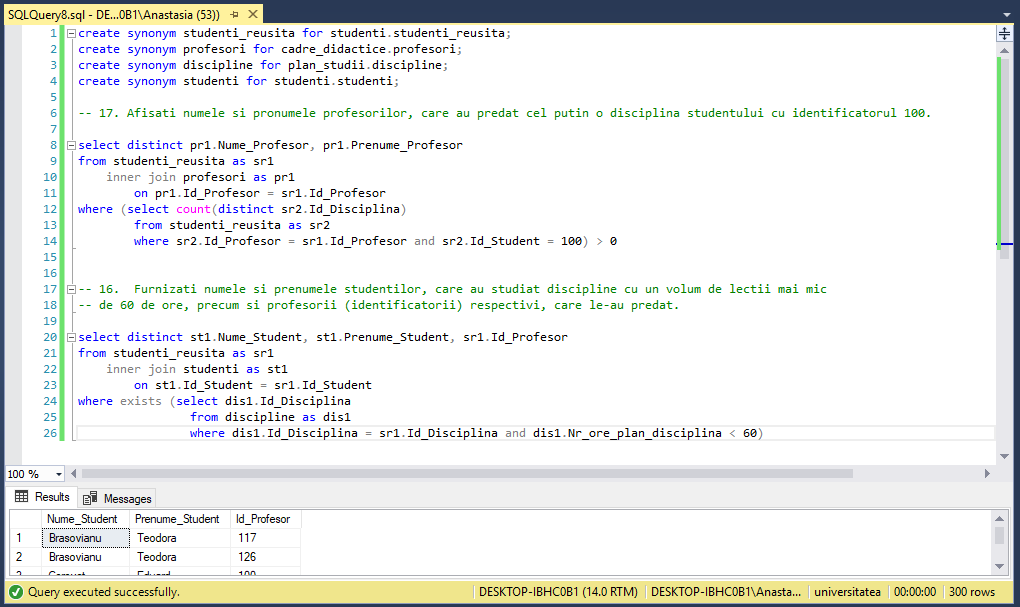 SQLQuery8.sql - DE...0B1\Anastasia (53))
1 create synonym studenti_reusita for studenti.studenti_reusita;
2 create synonym profesori for cadre_didactice.profesori;
3 create synonym discipline for plan_studii.discipline;
4 create synonym studenti for studenti.studenti;
5
6 -- 17. Afisati numele si pronumele profesorilor, care au predat cel putin o disciplina studentului cu identificatorul 100.
7
8 select distinct pr1.Nume_Profesor, pr1.Prenume_Profesor
9 from studenti_reusita as sr1
10 inner join profesori as pr1
11 on pr1.Id_Profesor = sr1.Id_Profesor
12 where (select count(distinct sr2.Id_Disciplina)
13 from studenti_reusita as sr2
14 where sr2.Id_Profesor = sr1.Id_Profesor and sr2.Id_Student = 100) > 0
15
16
17 -- 16.  Furnizati numele si prenumele studentilor, care au studiat discipline cu un volum de lectii mai mic
18 -- de 60 de ore, precum si profesorii (identificatorii) respectivi, care le-au predat.
19
20 select distinct st1.Nume_Student, st1.Prenume_Student, sr1.Id_Profesor
21 from studenti_reusita as sr1
22 inner join studenti as st1
23 on st1.Id_Student = sr1.Id_Student
24 where exists (select dis1.Id_Disciplina
25 from discipline as dis1
26 where dis1.Id_Disciplina = sr1.Id_Disciplina and dis1.Nr_ore_plan_disciplina < 60)
100 %
Results Messages
Nume_Student Prenume_Student Id_Profesor
1 Brasovianu Teodora 117
2 Brasovianu Teodora 126
Query executed successfully. DESKTOP-IBHC0B1 (14.0 RTM) DESKTOP-IBHC0B1\Anasta... universitatea 00:00:00 300 rows